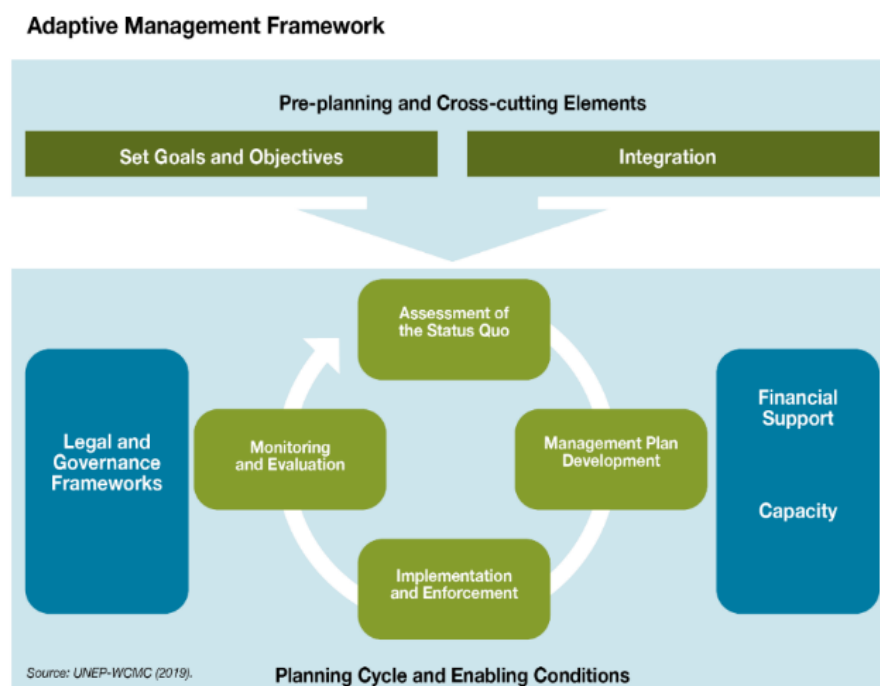 Adaptive Management Framework
Pre-planning and Cross-cutting Elements
Set Goals and Objectives
Integration
Assessment of
the Status Quo
Legal and
Governance
Frameworks
Monitoring
and Evaluation
Management Plan
Development
Financial
Support
Capacity
Implementation
and Enforcement
Source: UNEP-WCMC (2019).
Planning Cycle and Enabling Conditions